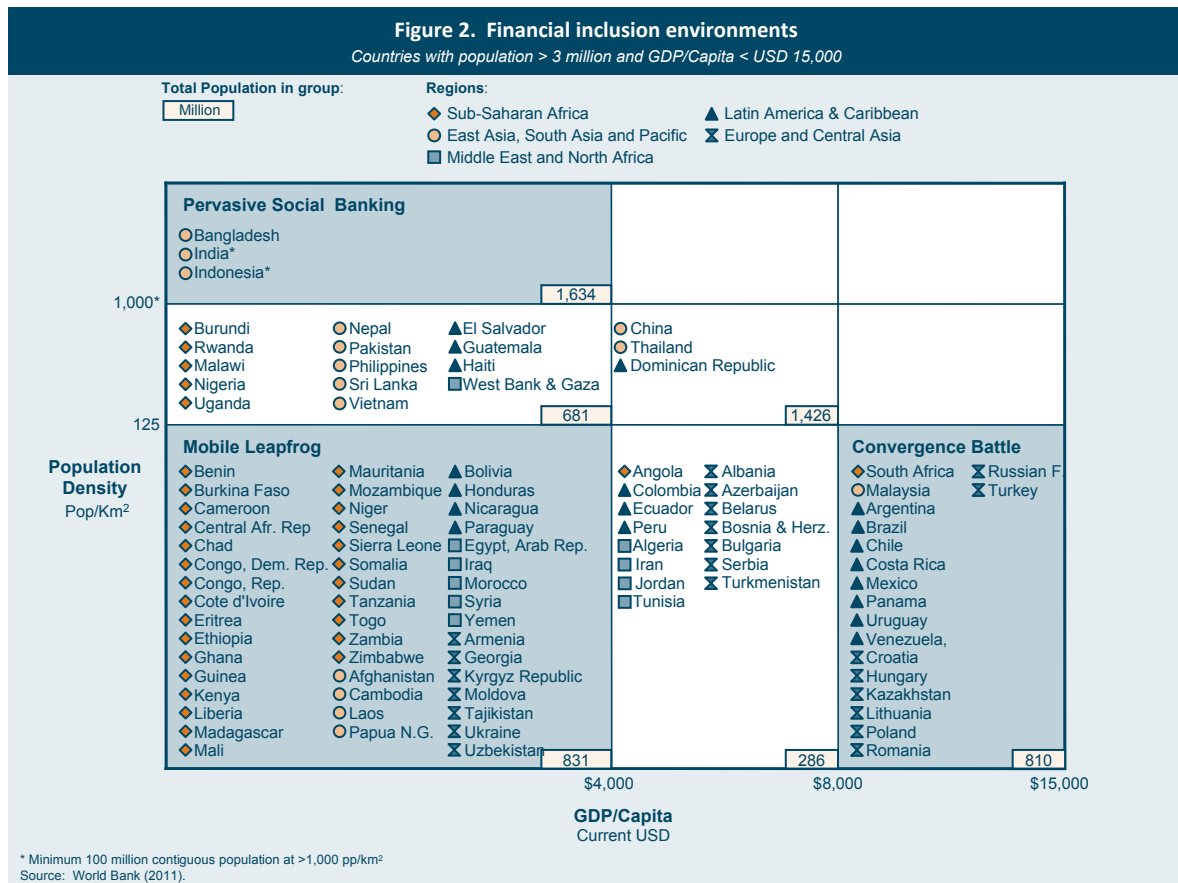 Figure 2. Financial inclusion environments
Countries with population > 3 million and GDP/Capita < USD 15,000
Total Population in group:
Million
Regions:
Sub-Saharan Africa
East Asia, South Asia and Pacific
Middle East and North Africa
Latin America & Caribbean
Europe and Central Asia
Pervasive Social Banking
Bangladesh
India*
Indonesia*
1,634
1,000*
Burundi
Rwanda
Malawi
Nigeria
Uganda
Nepal
Pakistan
Philippines
Sri Lanka
Vietnam
El Salvador
Guatemala
Haiti
West Bank & Gaza
681
China
Thailand
Dominican Republic
1,426
125
Population
Density
Pop/Km²
Mobile Leapfrog
Benin
Burkina Faso
Cameroon
Central Afr. Rep
Chad
Congo, Dem. Rep.
Congo, Rep.
Cote d'Ivoire
Eritrea
Ethiopia
Ghana
Guinea
Kenya
Liberia
Madagascar
Mali
Mauritania
Mozambique
Niger
Senegal
Sierra Leone
Somalia
Sudan
Tanzania
Togo
Zambia
Zimbabwe
Afghanistan
Cambodia
Laos
Papua N.G.
Bolivia
Honduras
Nicaragua
Paraguay
Egypt, Arab Rep.
Iraq
Morocco
Syria
Yemen
Armenia
Georgia
Kyrgyz Republic
Moldova
Tajikistan
Ukraine
Uzbekistan
831
Angola
Colombia
Ecuador
Peru
Algeria
Iran
Jordan
Tunisia
Albania
Azerbaijan
Belarus
Bosnia & Herz.
Bulgaria
Serbia
Turkmenistan
286
Convergence Battle
South Africa
Malaysia
Argentina
Brazil
Chile
Costa Rica
Mexico
Panama
Uruguay
Venezuela,
Croatia
Hungary
Kazakhstan
Lithuania
Poland
Romania
Russian F.
Turkey
810
$4,000
$8,000
$15,000
GDP/Capita
Current USD
* Minimum 100 million contiguous population at >1,000 pp/km²
Source: World Bank (2011).